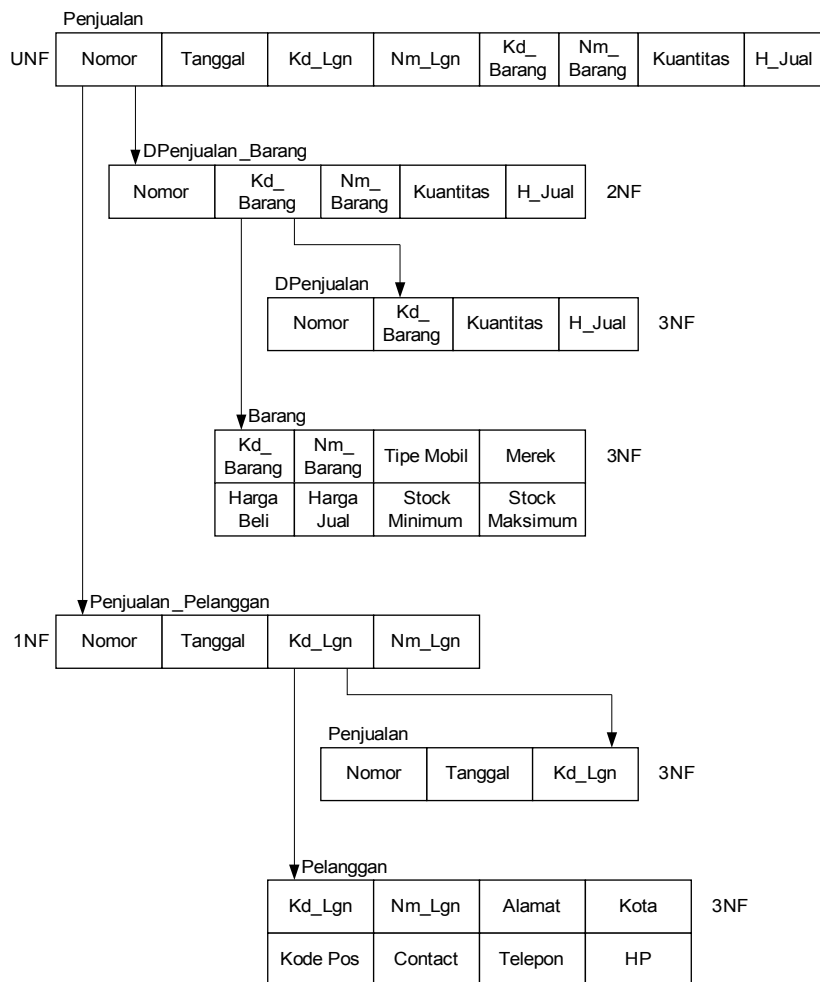 Penjualan
UNF Nomor Tanggal Kd_Lgn Nm_Lgn Kd_ Barang Nm_ Barang Kuantitas H_Jual
DPenjualan_Barang
Nomor Kd_ Barang Nm_ Barang Kuantitas H_Jual 2NF
DPenjualan
Nomor Kd_ Barang Kuantitas H_Jual 3NF
Barang
Kd_ Barang Nm_ Barang Tipe Mobil Merek 3NF
Harga Beli Harga Jual Stock Minimum Stock Maksimum
Penjualan_Pelanggan
1NF Nomor Tanggal Kd_Lgn Nm_Lgn
Penjualan
Nomor Tanggal Kd_Lgn 3NF
Pelanggan
Kd_Lgn Nm_Lgn Alamat Kota 3NF
Kode Pos Contact Telepon HP